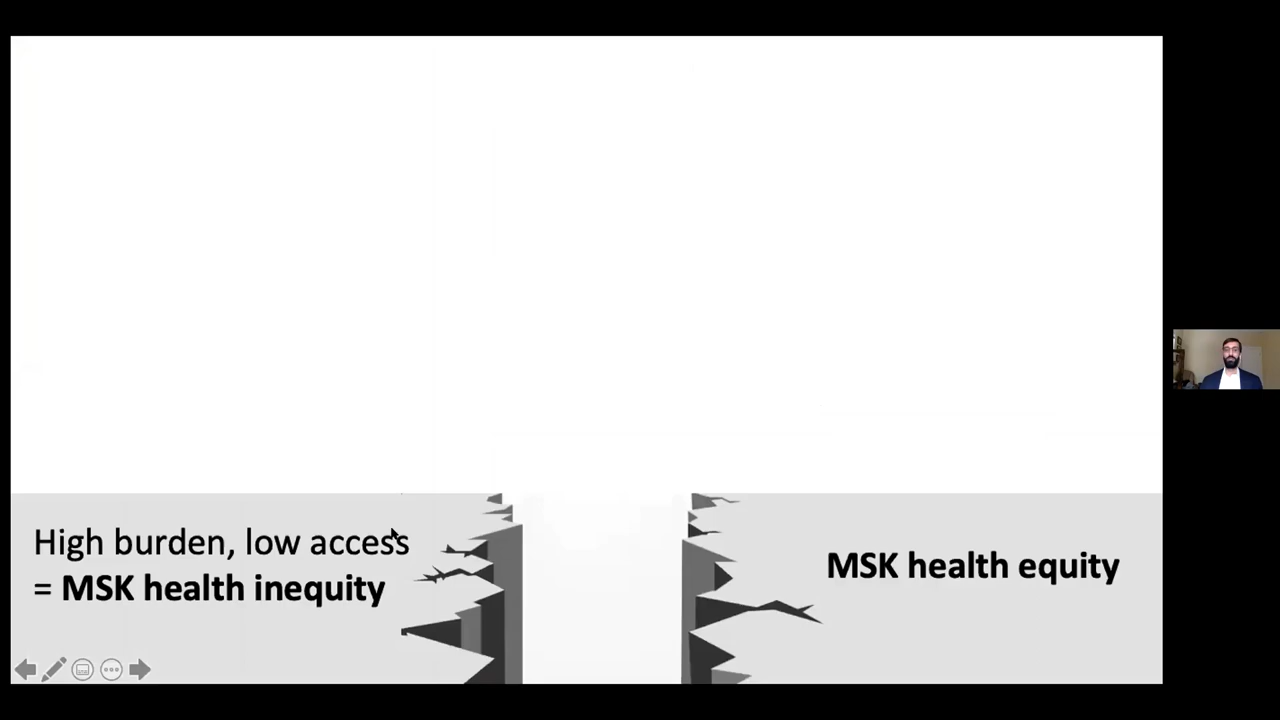 High burden, low access
= MSK health inequity
MSK health equity